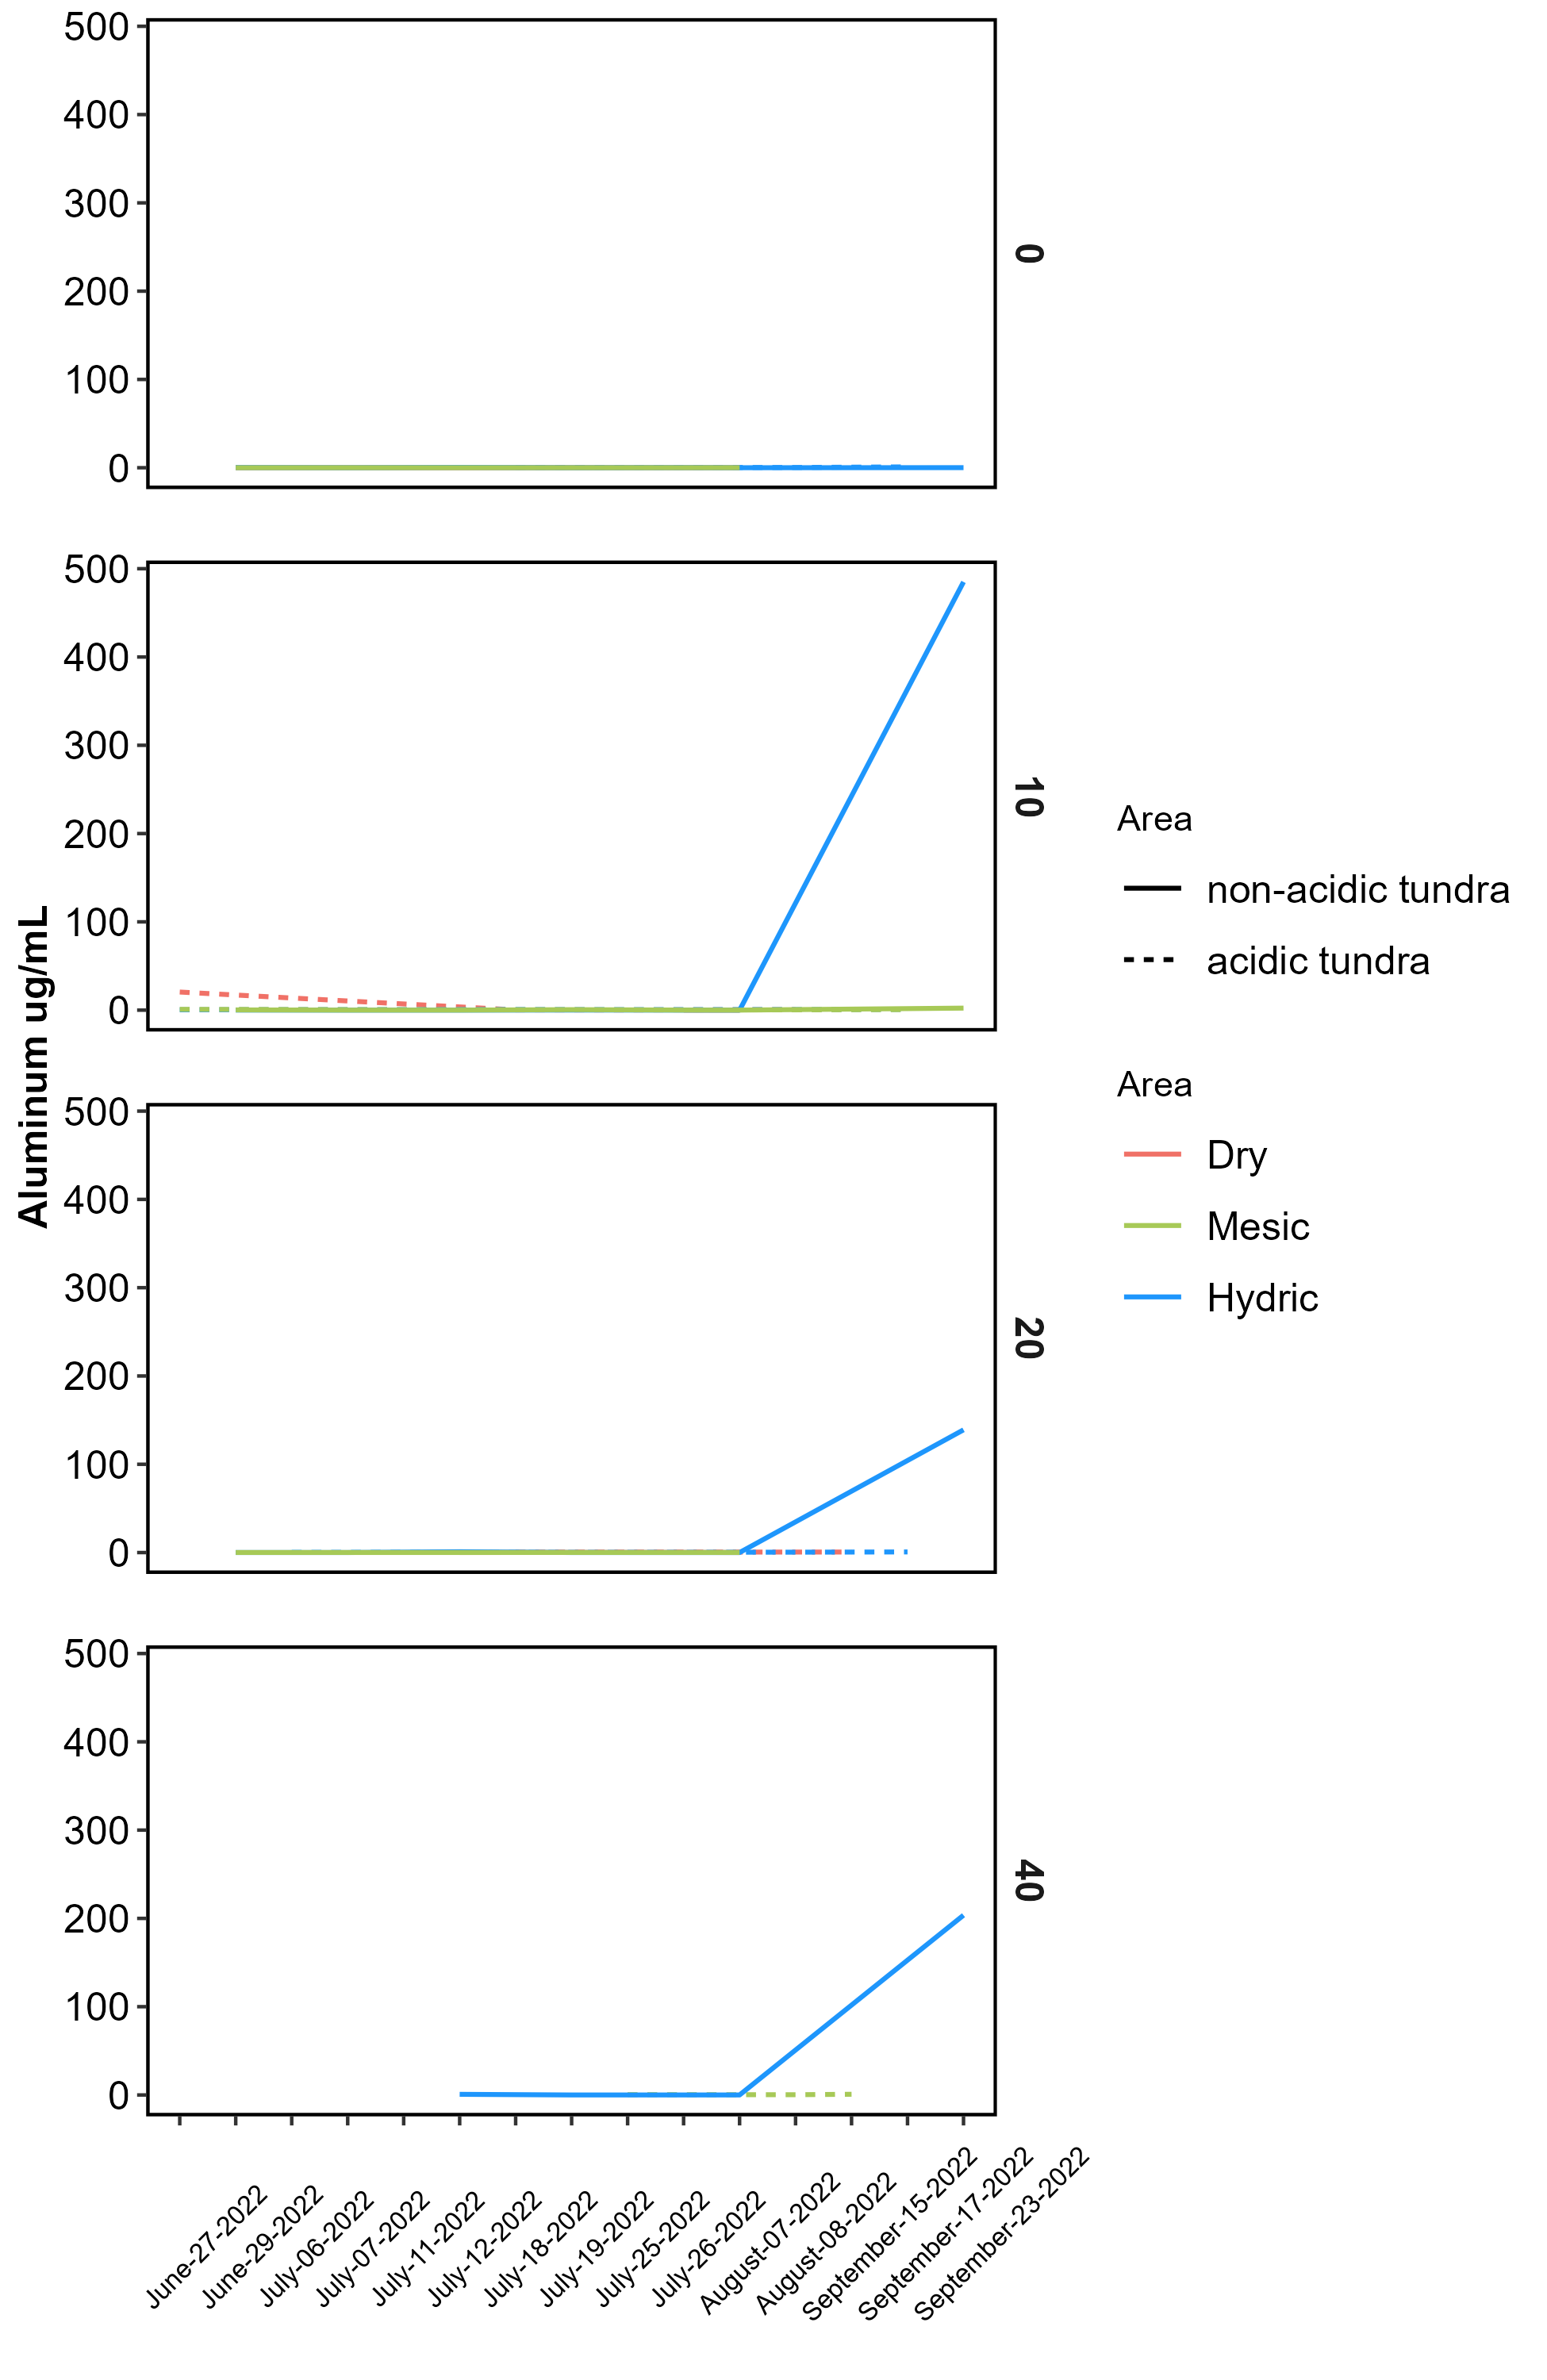 500
400
300
200
100
0
0
500
400
300
200
100
0
10
500
400
300
200
100
0
20
500
400
300
200
100
0
40
Aluminum ug/mL
Area
non-acidic tundra
acidic tundra
Area
Dry
Mesic
Hydric
June-27-2022
June-29-2022
July-06-2022
July-07-2022
July-11-2022
July-12-2022
July-18-2022
July-19-2022
July-25-2022
July-26-2022
August-07-2022
August-08-2022
September-15-2022
September-17-2022
September-23-2022